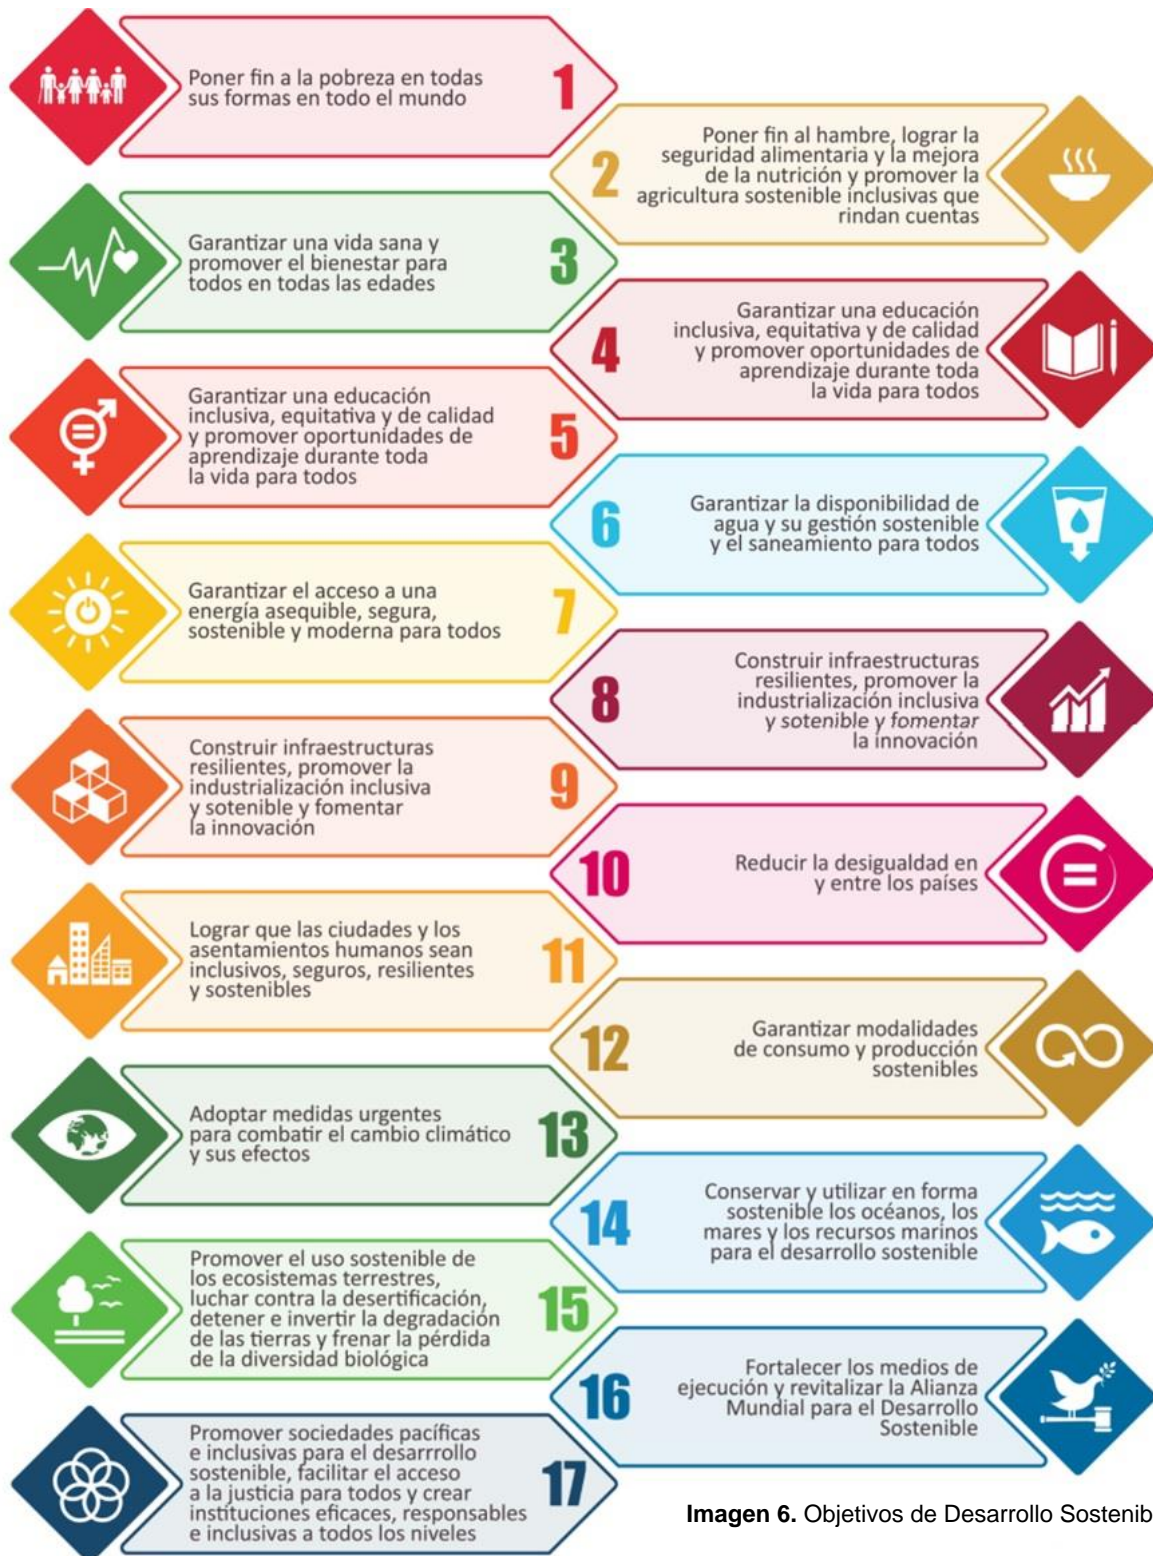 Poner fin a la pobreza en todas
sus formas en todo el mundo
1
2
Poner fin al hambre, lograr la
seguridad alimentaria y la mejora
de la nutrición y promover la
agricultura sostenible inclusivas que
rindan cuentas
Garantizar una vida sana y
promover el bienestar para
todos en todas las edades
3
4
Garantizar una educación
inclusiva, equitativa y de calidad
y promover oportunidades de
aprendizaje durante toda
la vida para todos
Garantizar una educación
inclusiva, equitativa y de calidad
y promover oportunidades de
aprendizaje durante toda
la vida para todos
5
6
Garantizar la disponibilidad de
agua y su gestión sostenible
y el saneamiento para todos
Garantizar el acceso a una
energía asequible, segura,
sostenible y moderna para todos
7
8
Construir infraestructuras
resilientes, promover la
industrialización inclusiva
y sotenible y fomentar
la innovación
Construir infraestructuras
resilientes, promover la
industrialización inclusiva
y sotenible y fomentar
la innovación
9
10
Reducir la desigualdad en
y entre los países
Lograr que las ciudades y los
asentamientos humanos sean
inclusivos, seguros, resilientes
y sostenibles
11
12
Garantizar modalidades
de consumo y producción
sostenibles
Adoptar medidas urgentes
para combatir el cambio climático
y sus efectos
13
14
Conservar y utilizar en forma
sostenible los océanos, los
mares y los recursos marinos
para el desarrollo sostenible
Promover el uso sostenible de
los ecosistemas terrestres,
luchar contra la desertificación,
detener e invertir la degradación
de las tierras y frenar la pérdida
de la diversidad biológica
15
16
Fortalecer los medios de
ejecución y revitalizar la Alianza
Mundial para el Desarrollo
Sostenible
Promover sociedades pacíficas
e inclusivas para el desarrrollo
sostenible, facilitar el acceso
a la justicia para todos y crear
instituciones eficaces, responsables
e inclusivas a todos los niveles
17
Imagen 6. Objetivos de Desarrollo Sostenib